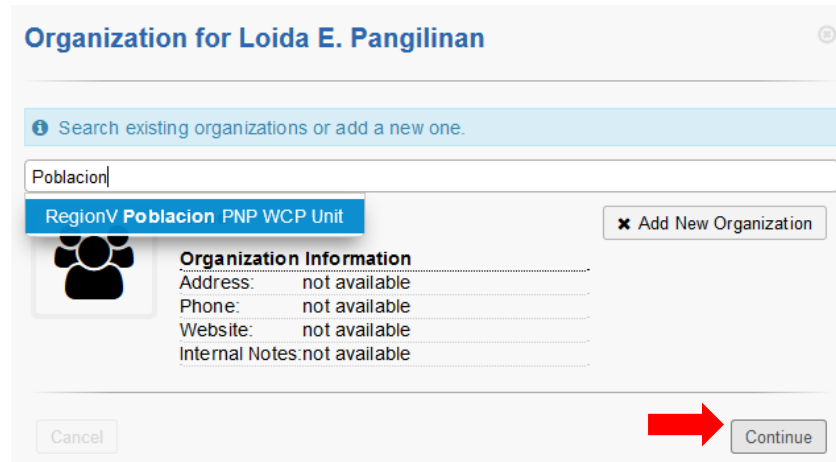 Organization for Loida E. Pangilinan
Search existing organizations or add a new one.
Poblacion
RegionV Poblacion PNP WCP Unit
Add New Organization
Organization Information
Address: not available
Phone: not available
Website: not available
Internal Notes:not available
Cancel
Continue